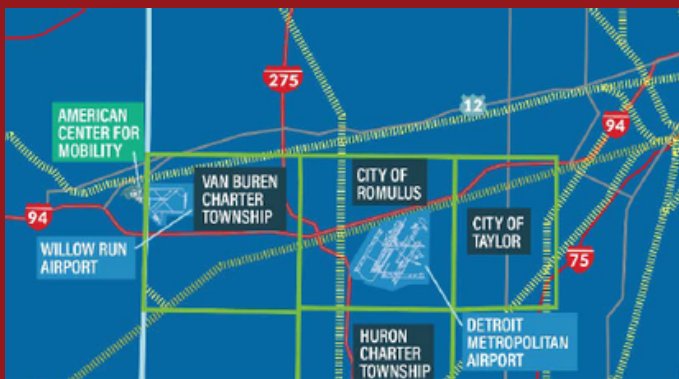 275
12
AMERICAN
CENTER FOR
MOBILITY
94
VAN BUREN
CHARTER
TOWNSHIP
CITY OF
ROMULUS
CITY OF
TAYLOR
94
WILLOW RUN
AIRPORT
75
DETROIT
METROPOLITAN
AIRPORT
HURON
CHARTER
TOWNSHIP